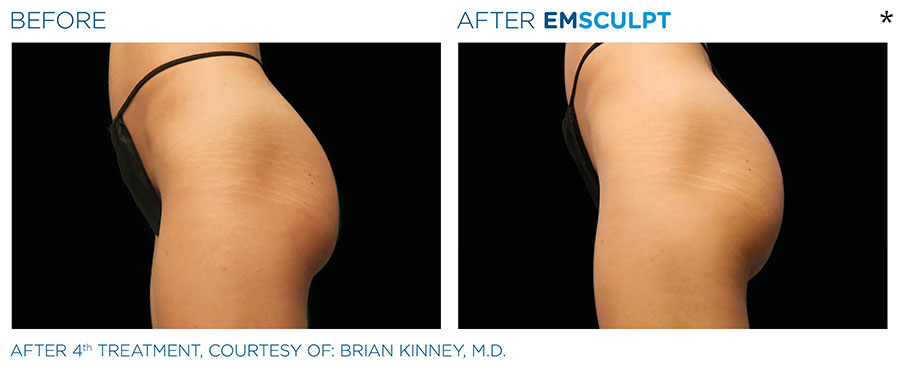 BEFORE
AFTER EMSCULPT *
AFTER 4th TREATMENT, COURTESY OF: BRIAN KINNEY, M.D.